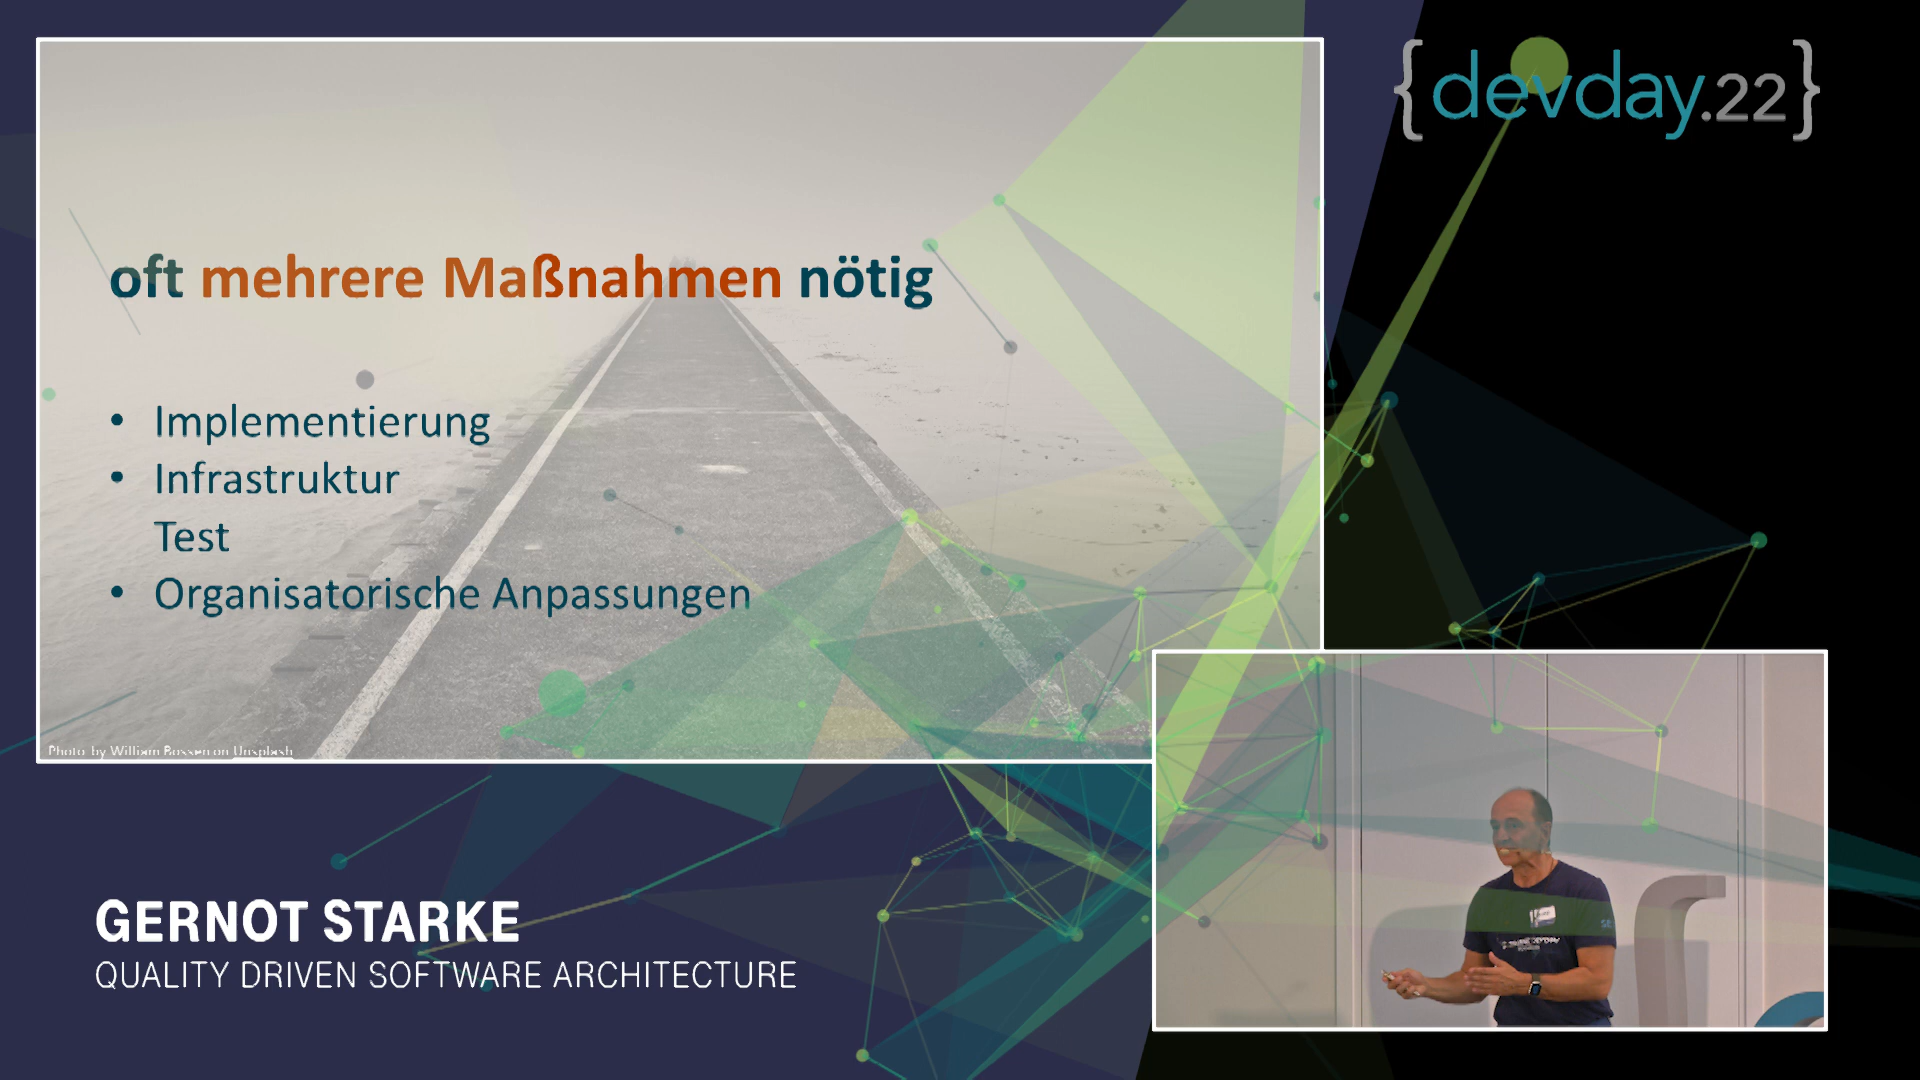 {devday.22}
oft mehrere Maßnahmen nötig
• Implementierung
• Infrastruktur
Test
• Organisatorische Anpassungen
Photo by William Bossen on Unsplash
GERNOT STARKE
QUALITY DRIVEN SOFTWARE ARCHITECTURE